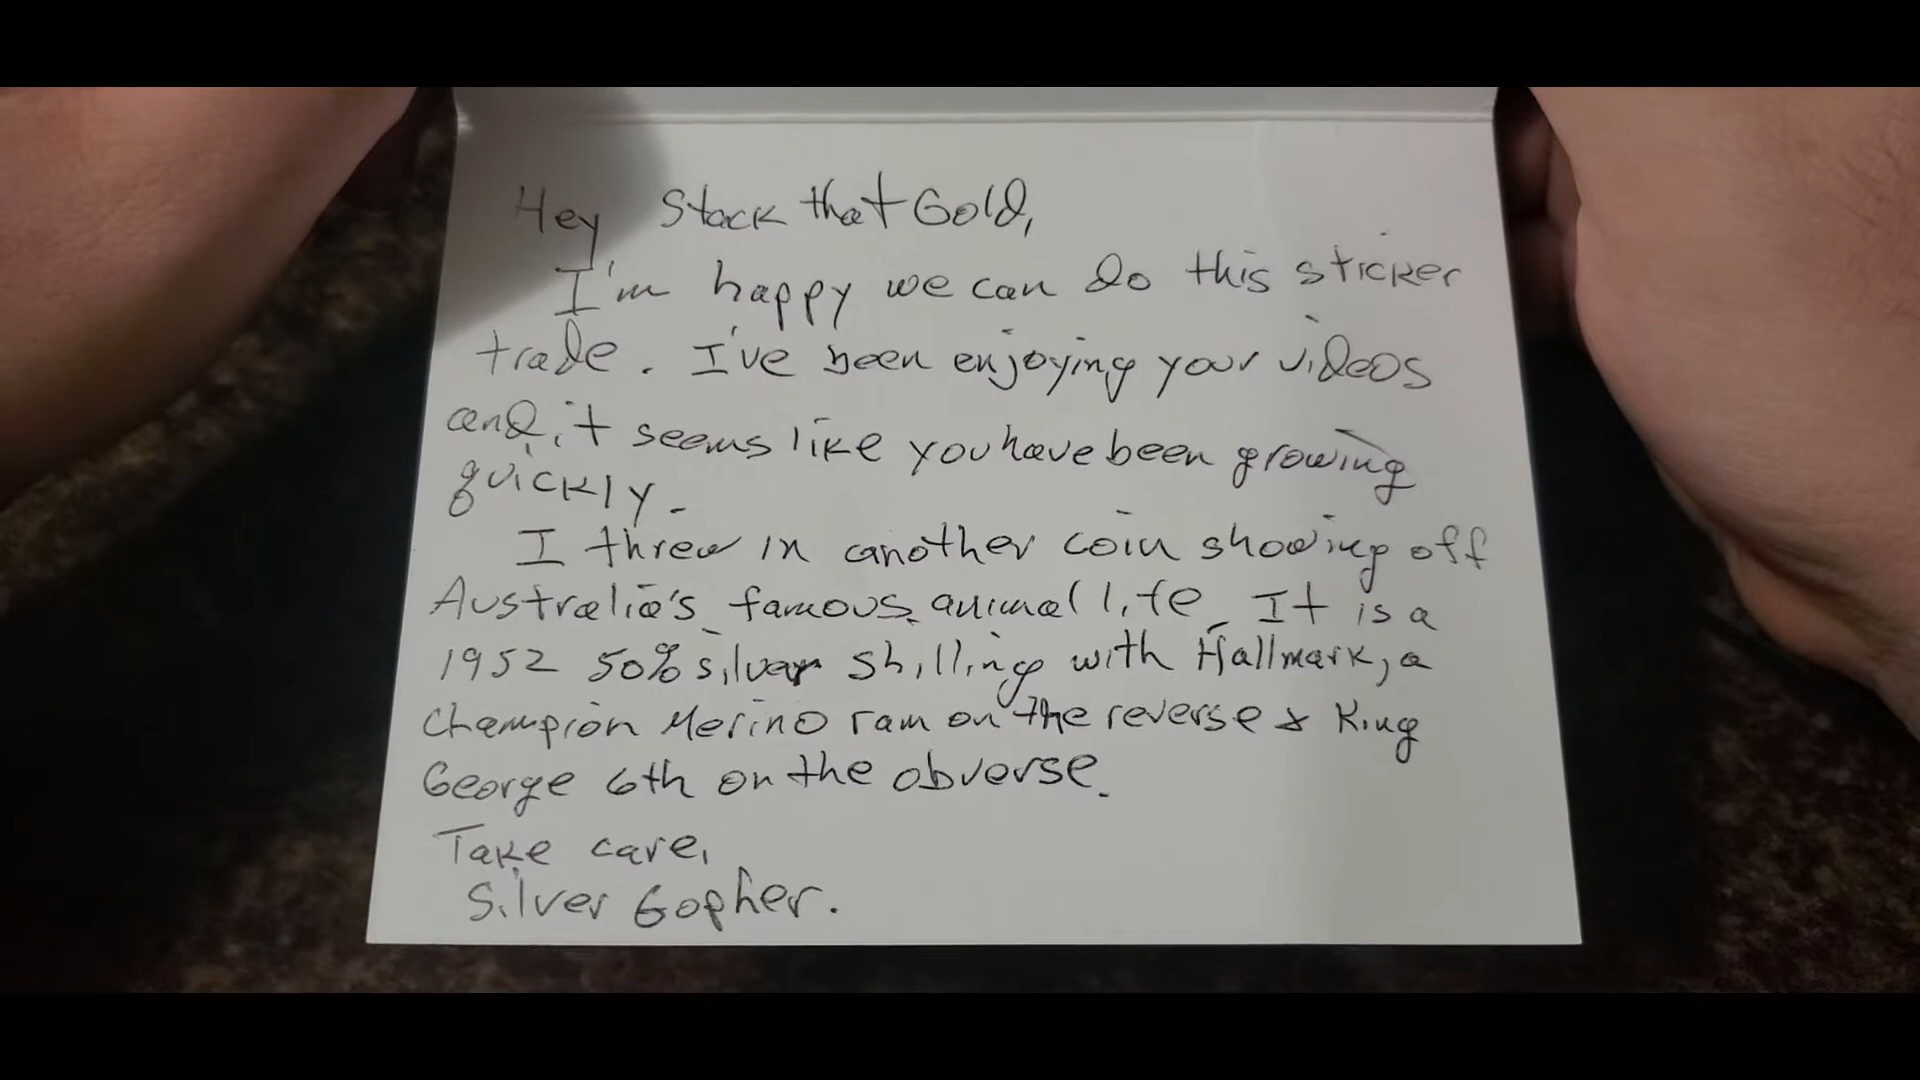 Hey Stack that Gold,
I'm happy we can do this sticker
trade. I've been enjoying your videos
and it seems like you have been growing
quickly.
I threw in another coin showing off
Australia's famous animal life. It is a
1952 50% silver shilling with Hallmark, a
Champion Merino ram on the reverse & King
George 6th on the obverse.
Take care,
Silver Gopher.